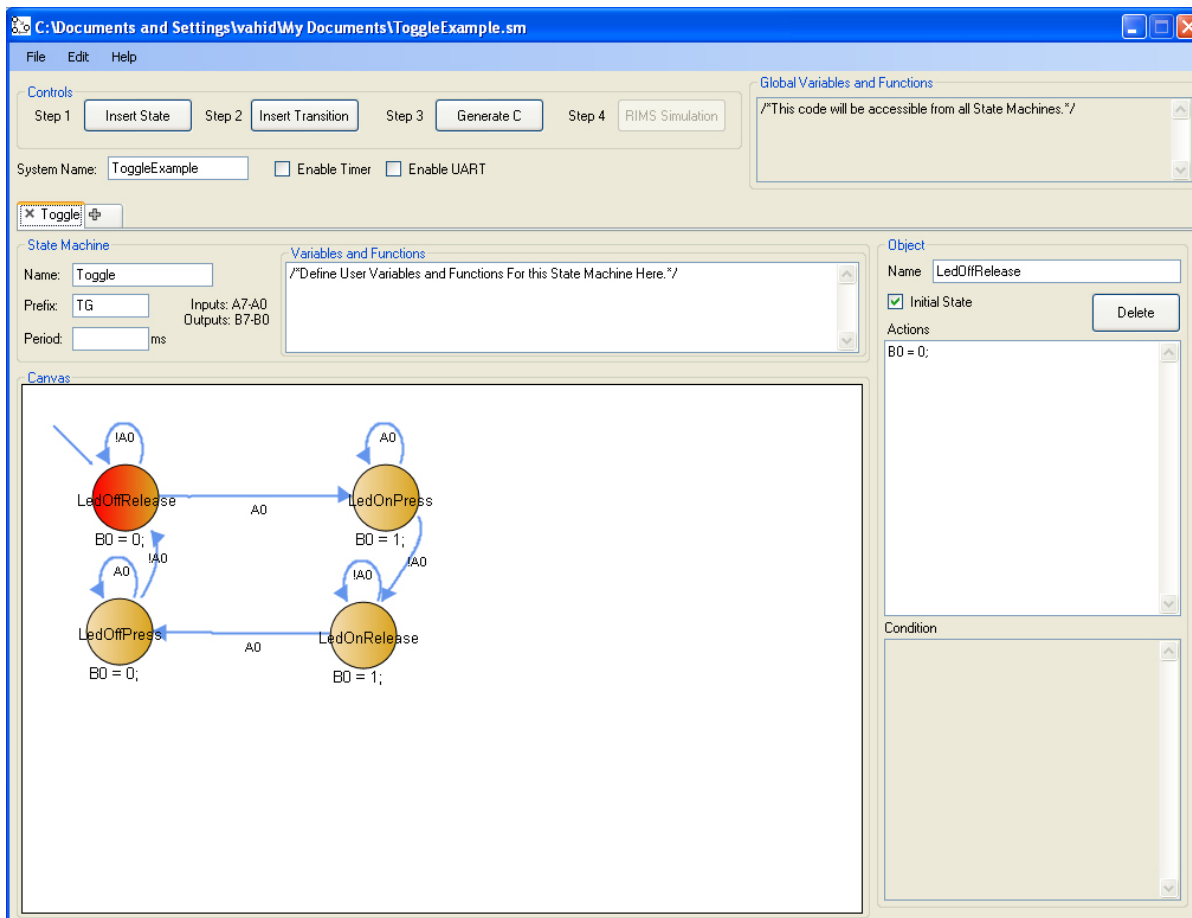 C:\Documents and Settings\vahid\My Documents\ToggleExample.sm
File Edit Help
Controls
Step 1 Insert State Step 2 Insert Transition Step 3 Generate C Step 4 RIMS Simulation
Global Variables and Functions
/*This code will be accessible from all State Machines.*/
System Name: ToggleExample Enable Timer Enable UART
Toggle
State Machine
Name: Toggle
Prefix: TG
Period: ms
Inputs: A7-A0
Outputs: B7-B0
Variables and Functions
/*Define User Variables and Functions For this State Machine Here.*/
Object
Name LedOffRelease
Initial State
Delete
Actions
B0 = 0;
Condition
Canvas
!A0
A0
LedOffRelease
LedOnPress
A0
B0 = 0;
B0 = 1;
!A0
!A0
A0
!A0
LedOffPress
LedOnRelease
A0
B0 = 0;
B0 = 1;